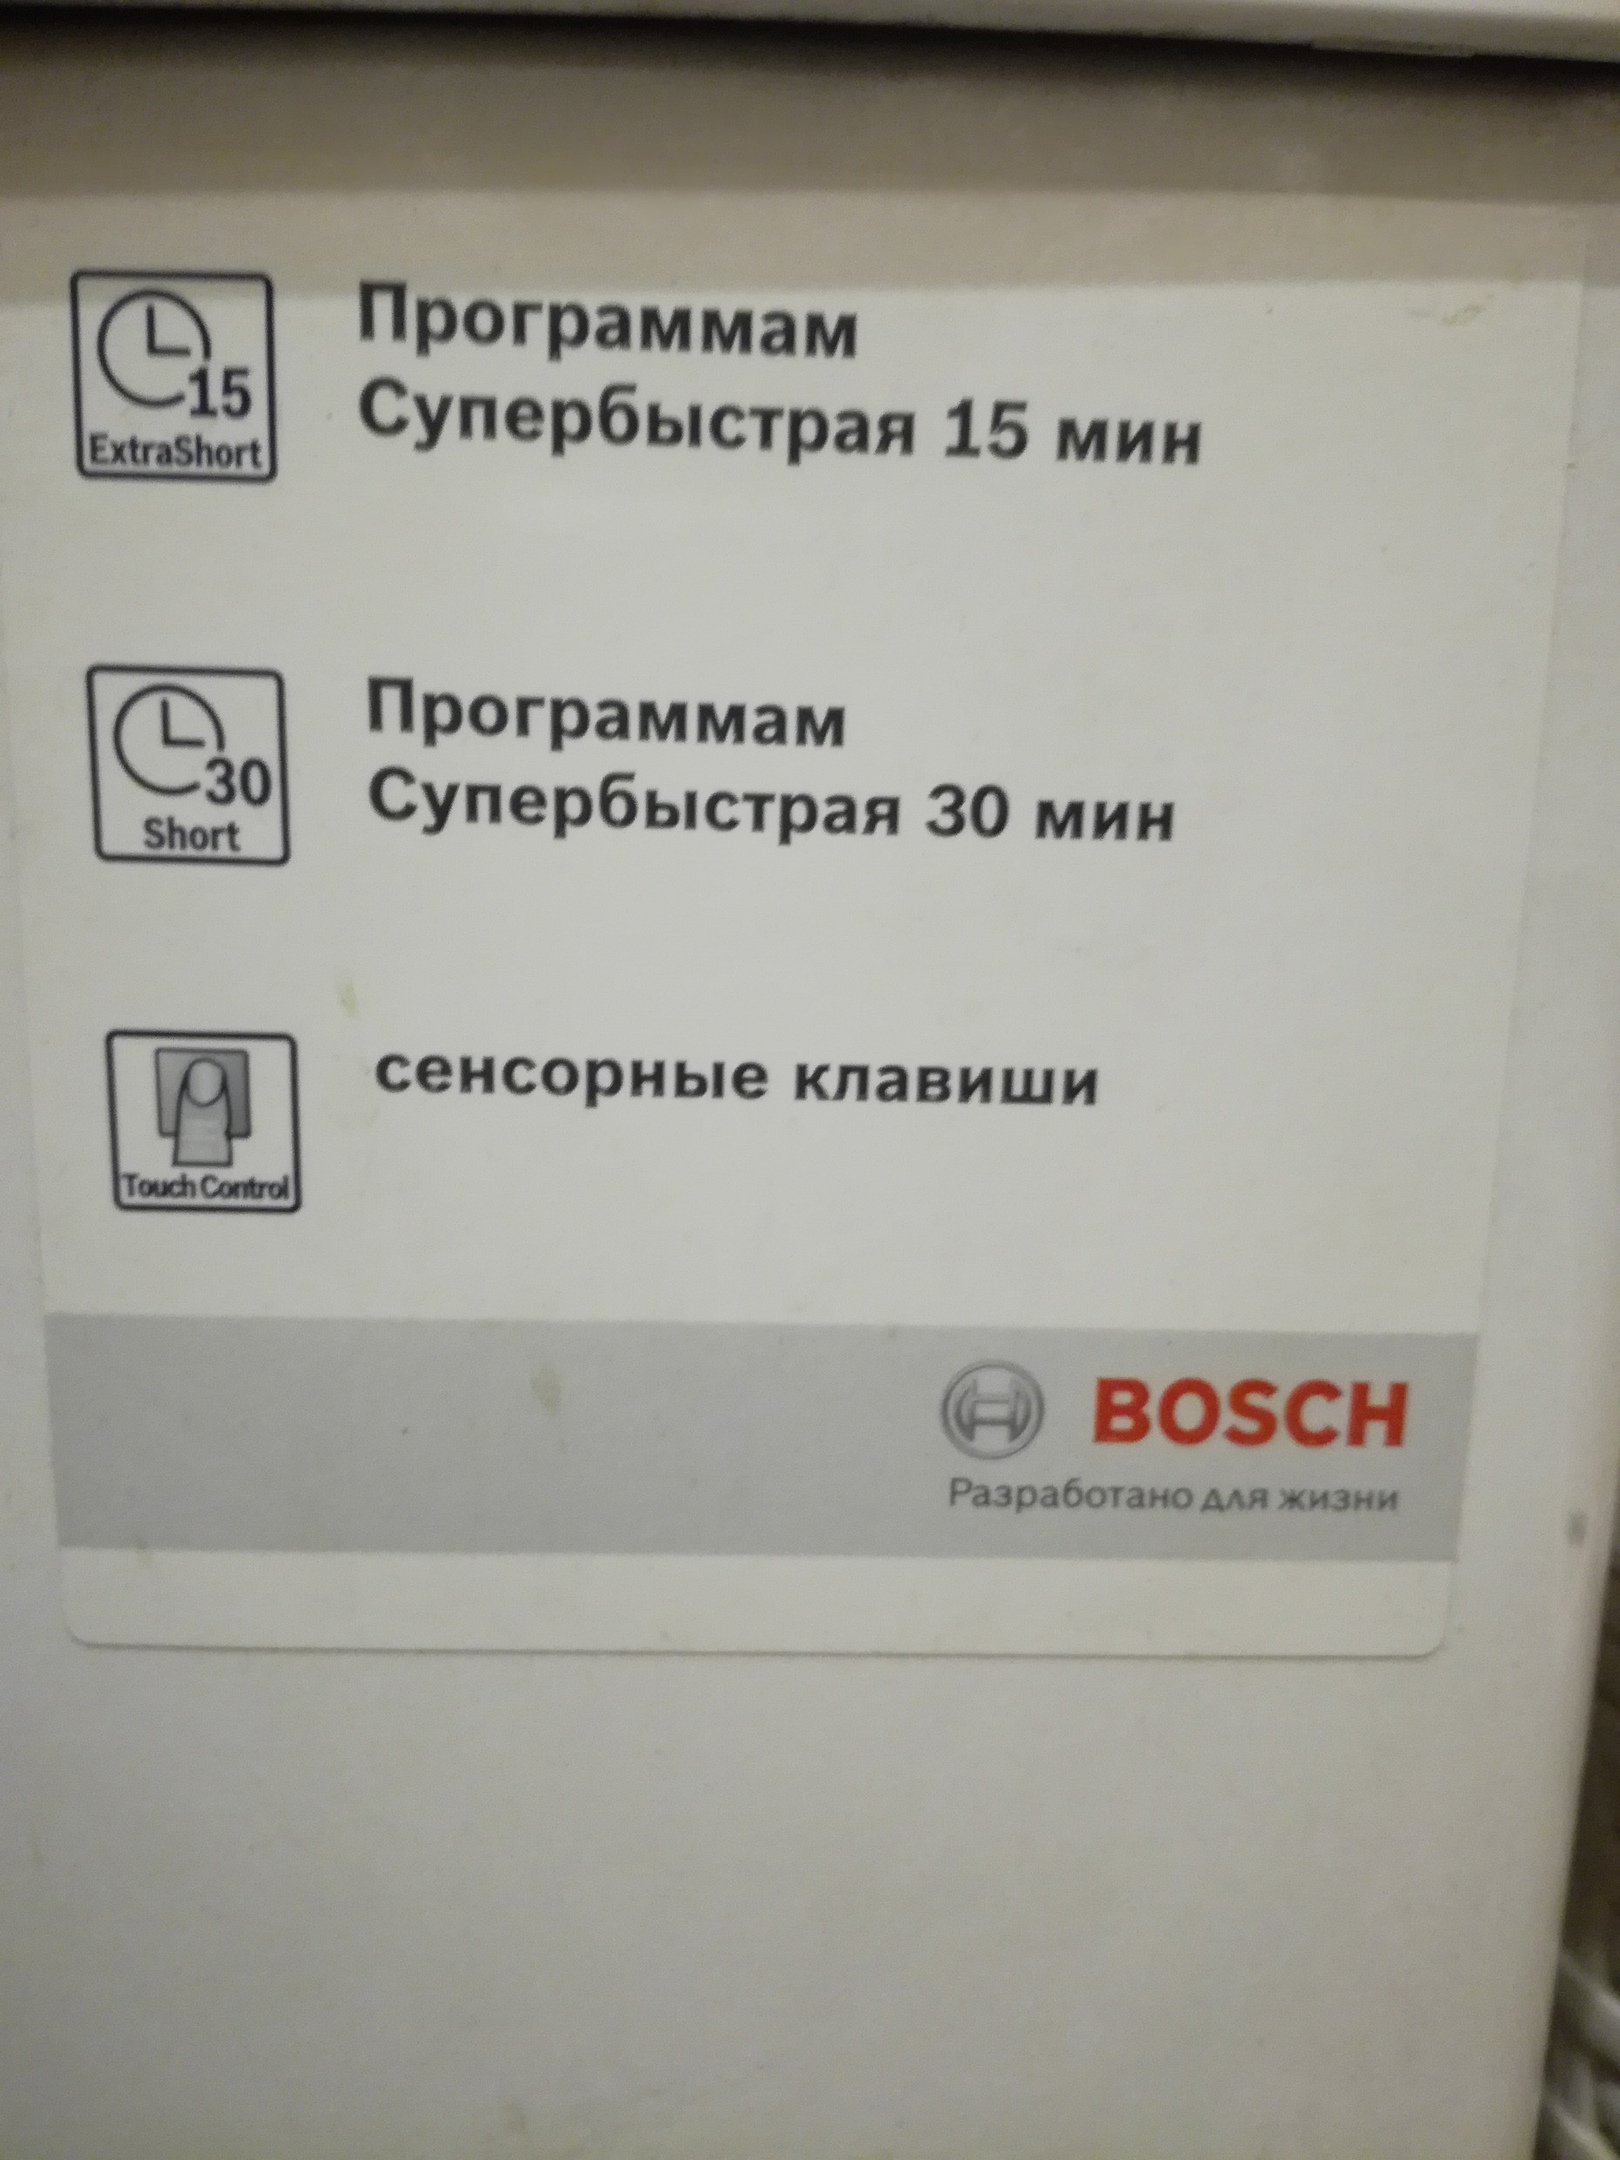 15
ExtraShort
Программам
Супербыстрая 15 мин
30
Short
Программам
Супербыстрая 30 мин
Touch Control
сенсорные клавиши
BOSCH
Разработано для жизни